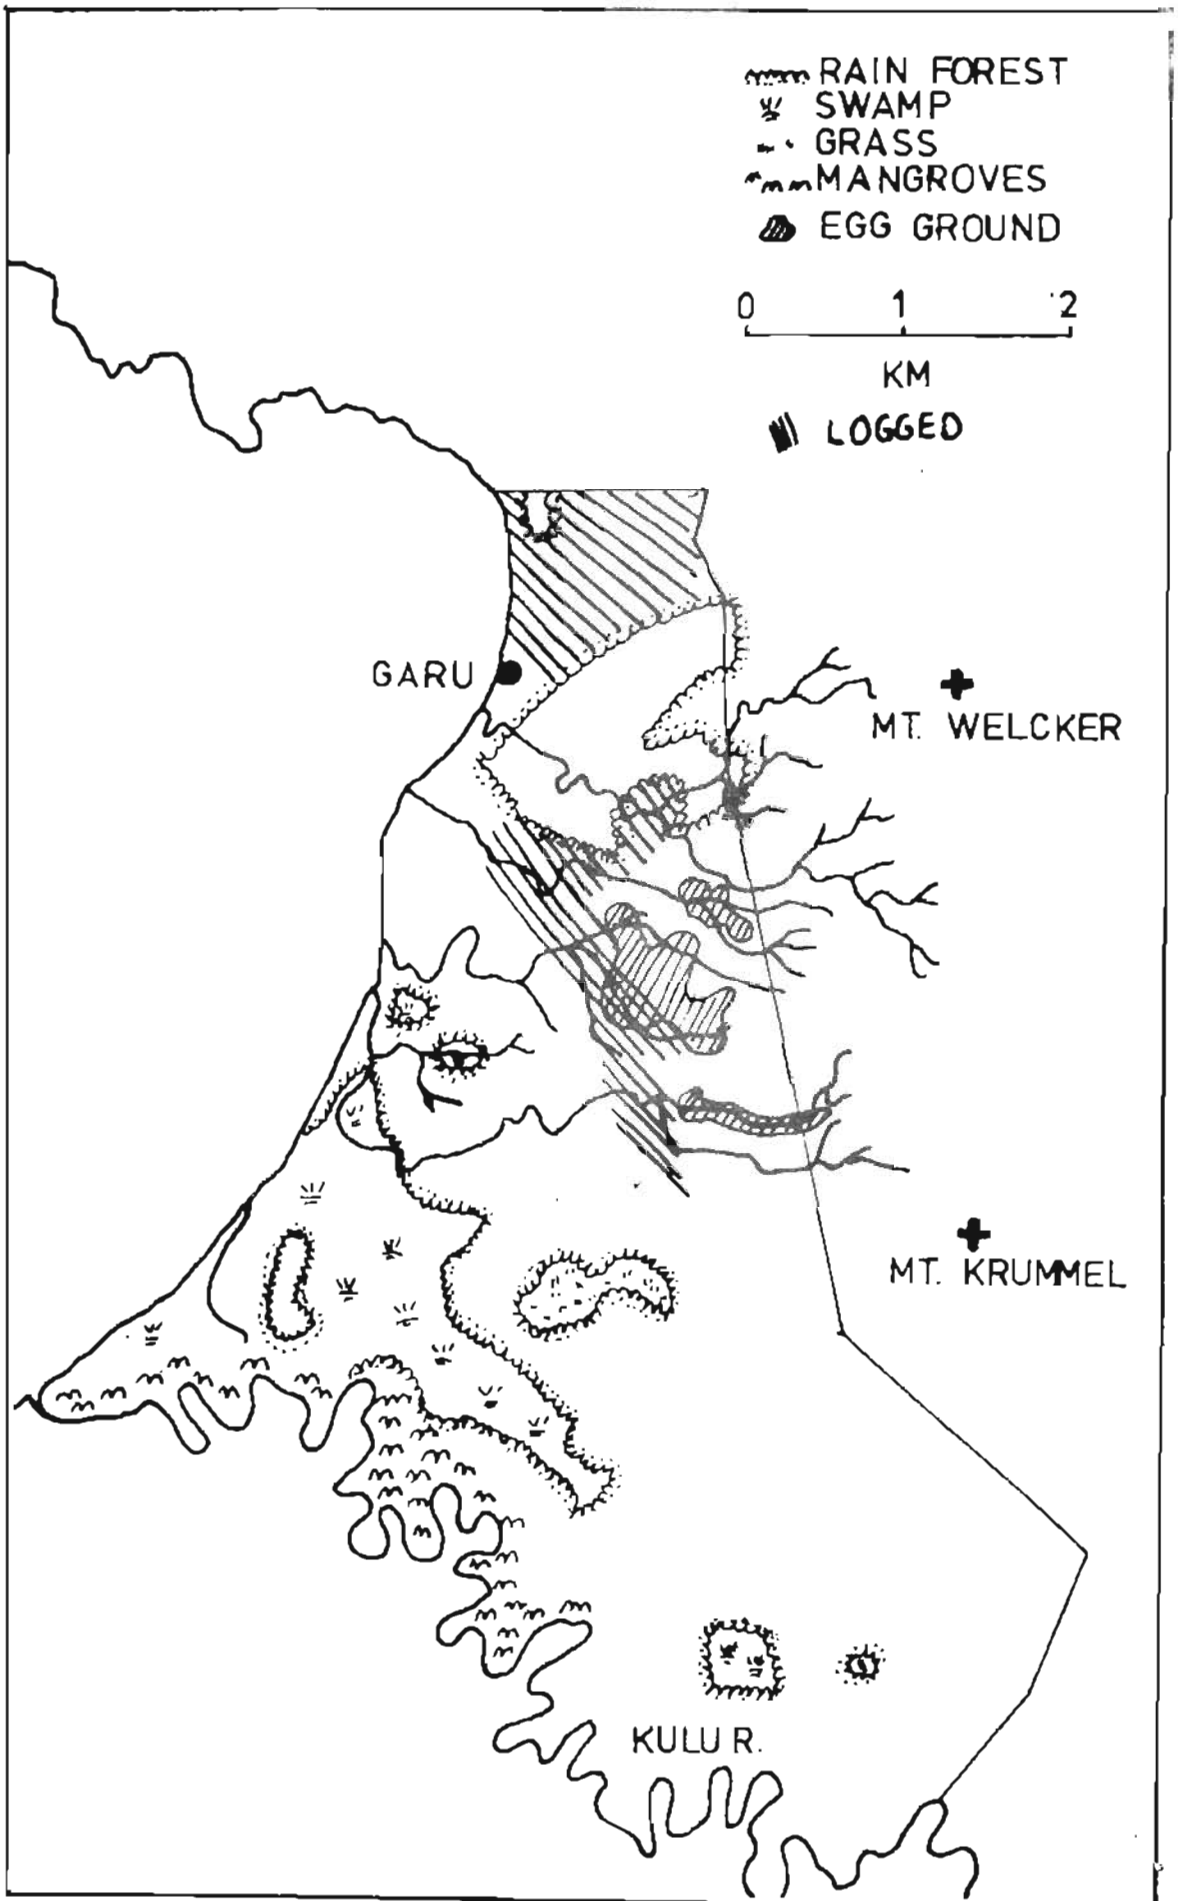 RAIN FOREST
SWAMP
GRASS
MANGROVES
EGG GROUND
0 1 2
KM
LOGGED
GARU
MT. WELCKER
MT. KRUMMEL
KULU R.